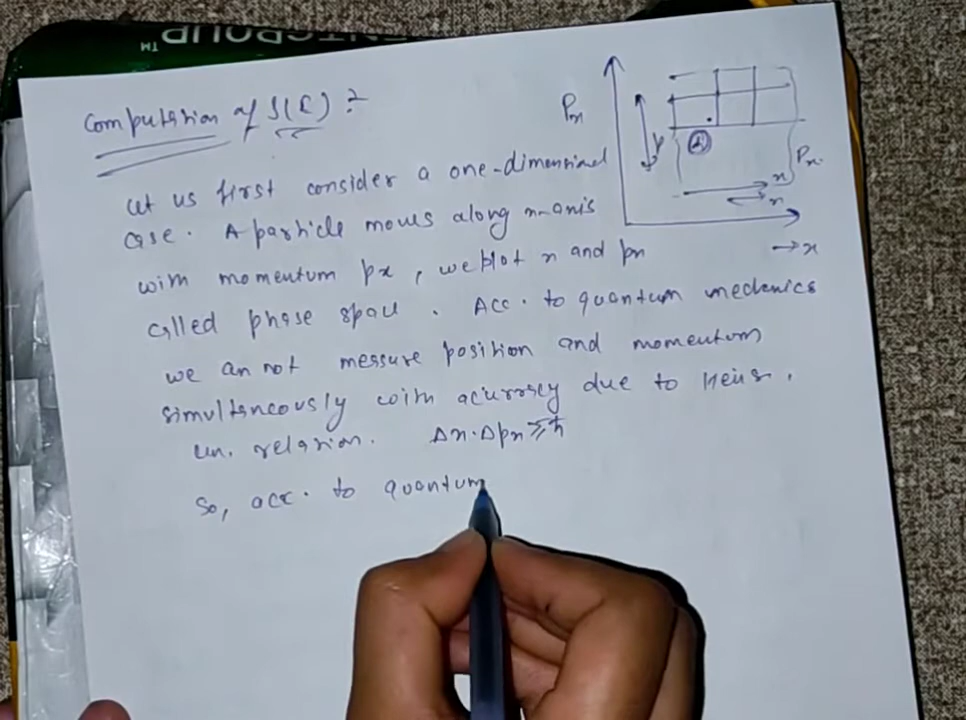 Computation of S(E) :-
Let us first consider a one-dimensional
case. A particle moves along x-axis
with momentum px, we plot x and px
called phase space. Acc. to quantum mechanics
we can not messure position and momentum
simultaneously with accuracy due to Heis.
un. relation. Δx.Δpx ≥ ħ
So, acc. to quantum
Px
Px
x
x
→x